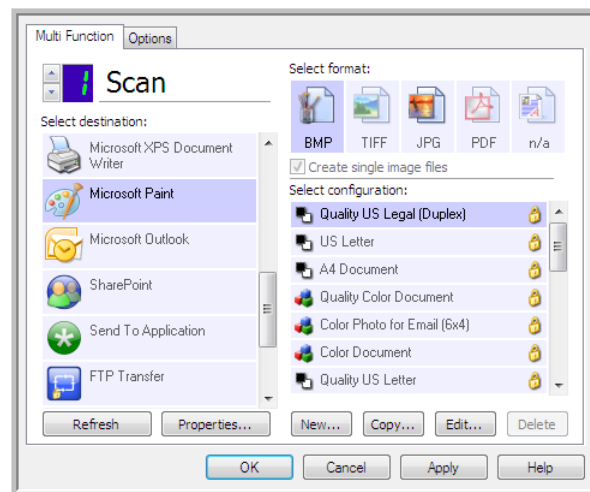 Multi Function
Options
1
Scan
Select destination:
Microsoft XPS Document
Writer
Microsoft Paint
Microsoft Outlook
SharePoint
Send To Application
FTP Transfer
Refresh
Properties...
Select format:
BMP
TIFF
JPG
PDF
n/a
Create single image files
Select configuration:
Quality US Legal (Duplex)
US Letter
A4 Document
Quality Color Document
Color Photo for Email (6x4)
Color Document
Quality US Letter
New...
Copy...
Edit...
Delete
OK
Cancel
Apply
Help